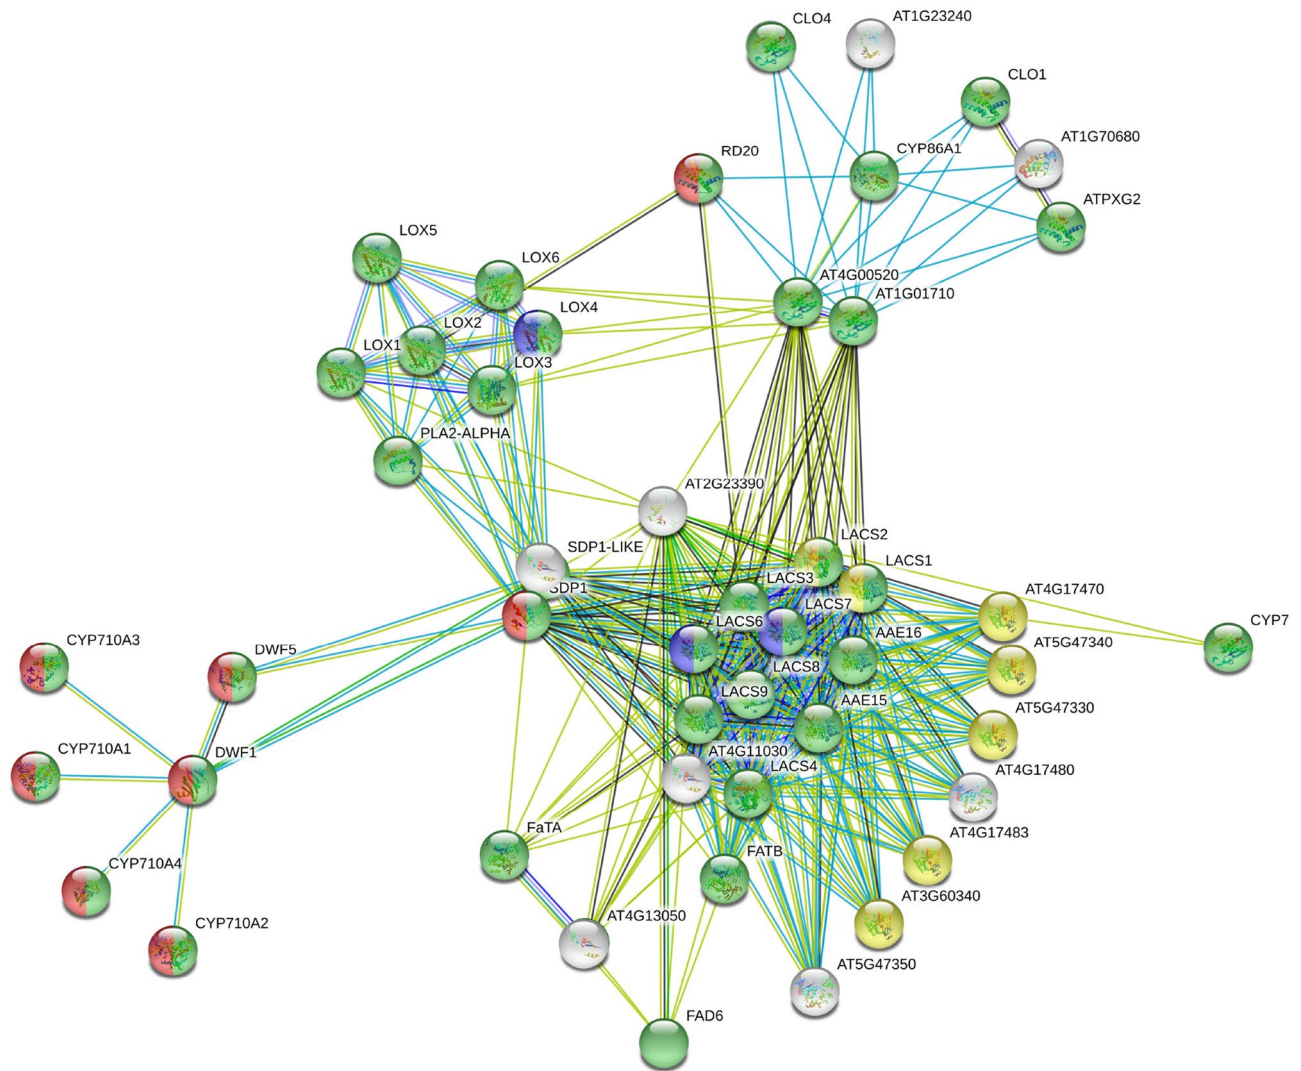 CLO4
AT1G23240
CLO1
AT1G70680
CYP86A1
RD20
ATPXG2
LOX5
LOX6
AT4G00520
AT1G01710
LOX4
LOX2
LOX1
LOX3
PLA2-ALPHA
AT2G23390
LACS2
SDP1-LIKE
LACS1
LACS3
SDP1
AT4G17470
LACS7
LACS6
AAE16
CYP7
CYP710A3
DWF5
AT5G47340
LACS8
LACS9
AAE15
AT5G47330
CYP710A1
DWF1
AT4G11030
LACS4
AT4G17480
FaTA
AT4G17483
FATB
CYP710A4
AT3G60340
AT4G13050
CYP710A2
AT5G47350
FAD6